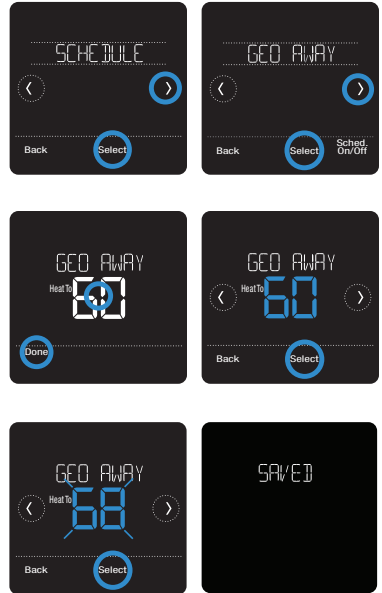 SCHEDULE
Back
Select
GEO AWAY
Back
Select
Sched.
On/Off
GEO AWAY
Heat To
60
Done
GEO AWAY
Heat To
60
Back
Select
GEO AWAY
Heat To
68
Back
Select
SAVED